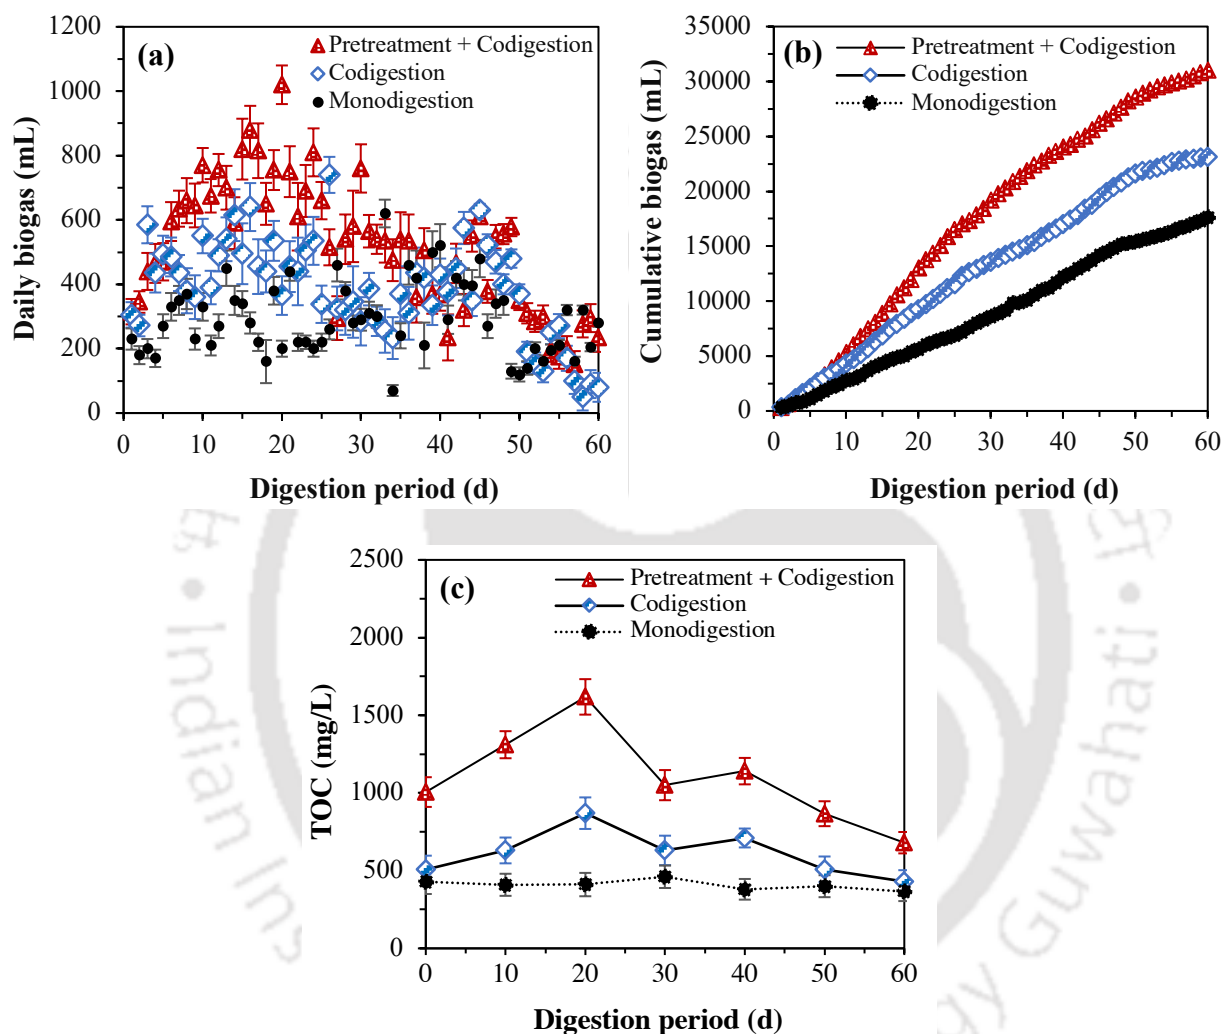 (a)
Pretreatment + Codigestion
Codigestion
Monodigestion
Daily biogas (mL)
1200
1000
800
600
400
200
0
0 10 20 30 40 50 60
Digestion period (d)
(b)
Pretreatment + Codigestion
Codigestion
Monodigestion
Cumulative biogas (mL)
35000
30000
25000
20000
15000
10000
5000
0
0 10 20 30 40 50 60
Digestion period (d)
(c)
Pretreatment + Codigestion
Codigestion
Monodigestion
TOC (mg/L)
2500
2000
1500
1000
500
0
0 10 20 30 40 50 60
Digestion period (d)
Indian Ins
gy Guwahati